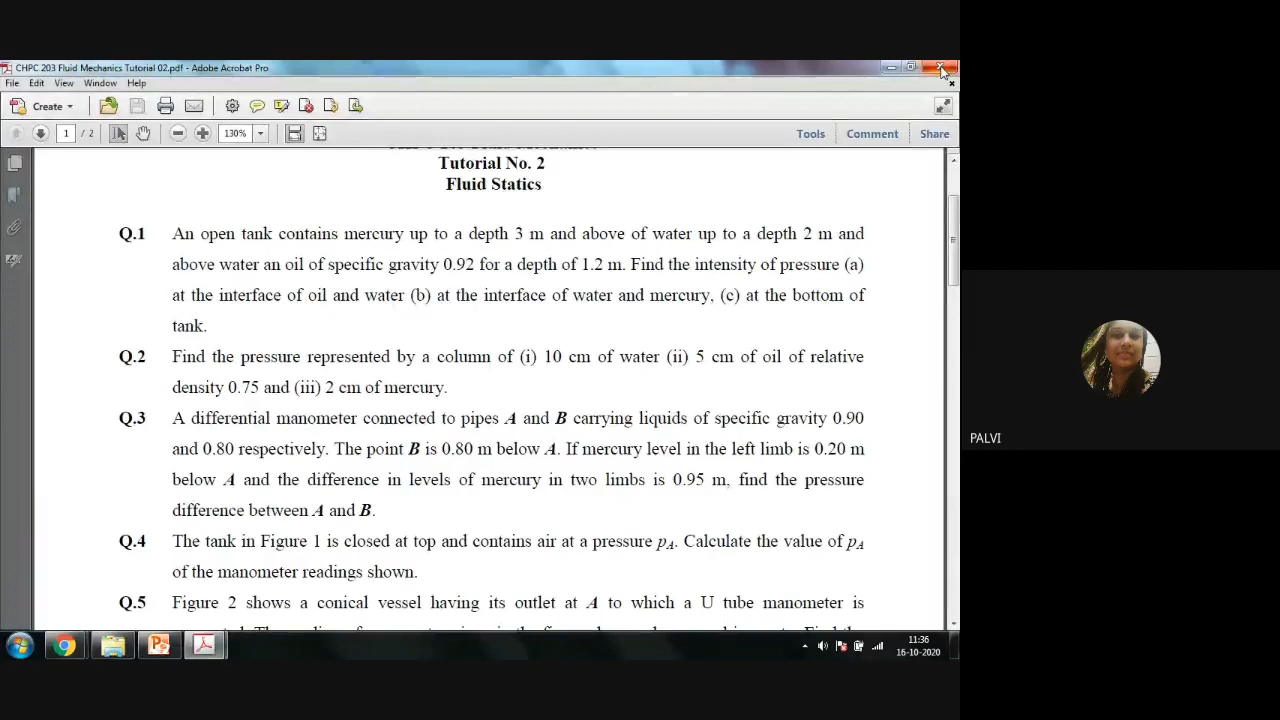 CHPC 203 Fluid Mechanics Tutorial 02.pdf - Adobe Acrobat Pro
File Edit View Window Help
Create
1 / 2 130% Tools Comment Share
Tutorial No. 2
Fluid Statics
Q.1 An open tank contains mercury up to a depth 3 m and above of water up to a depth 2 m and
above water an oil of specific gravity 0.92 for a depth of 1.2 m. Find the intensity of pressure (a)
at the interface of oil and water (b) at the interface of water and mercury, (c) at the bottom of
tank.
Q.2 Find the pressure represented by a column of (i) 10 cm of water (ii) 5 cm of oil of relative
density 0.75 and (iii) 2 cm of mercury.
Q.3 A differential manometer connected to pipes A and B carrying liquids of specific gravity 0.90
and 0.80 respectively. The point B is 0.80 m below A. If mercury level in the left limb is 0.20 m
below A and the difference in levels of mercury in two limbs is 0.95 m, find the pressure
difference between A and B.
Q.4 The tank in Figure 1 is closed at top and contains air at a pressure pA. Calculate the value of pA
of the manometer readings shown.
Q.5 Figure 2 shows a conical vessel having its outlet at A to which a U tube manometer is
11:36
16-10-2020
PALVI